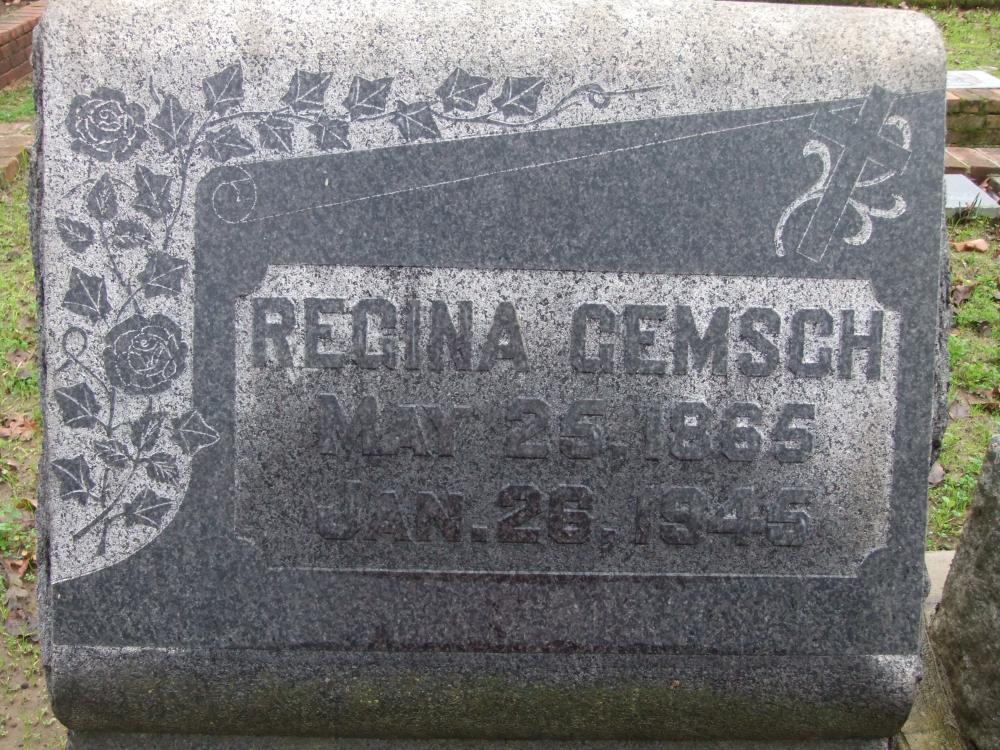 REGINA GEMSCH
MAY 25, 1865
JAN. 26, 1945